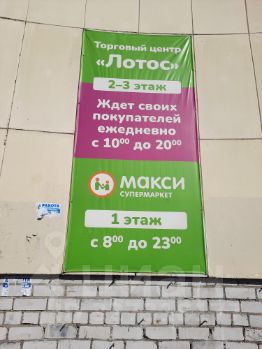 Торговый центр
«Лотос»
2–3 этаж
Ждет своих
покупателей
ежедневно
с 10⁰⁰ до 20⁰⁰
МАКСИ
СУПЕРМАРКЕТ
1 этаж
с 8⁰⁰ до 23⁰⁰
РАБОТА